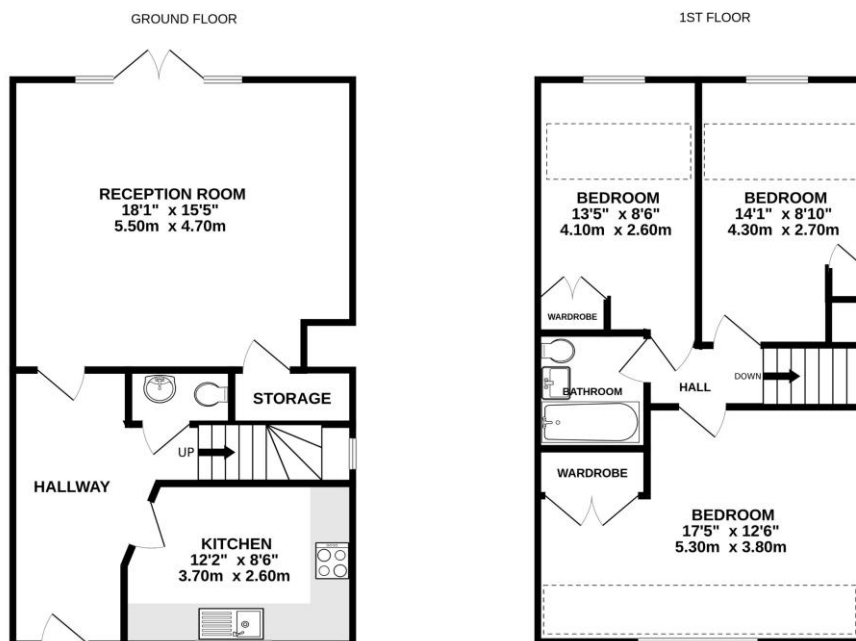 GROUND FLOOR
RECEPTION ROOM
18'1" x 15'5"
5.50m x 4.70m
STORAGE
UP
HALLWAY
KITCHEN
12'2" x 8'6"
3.70m x 2.60m
1ST FLOOR
BEDROOM
13'5" x 8'6"
4.10m x 2.60m
BEDROOM
14'1" x 8'10"
4.30m x 2.70m
WARDROBE
BATHROOM
HALL
DOWN
WARDROBE
BEDROOM
17'5" x 12'6"
5.30m x 3.80m